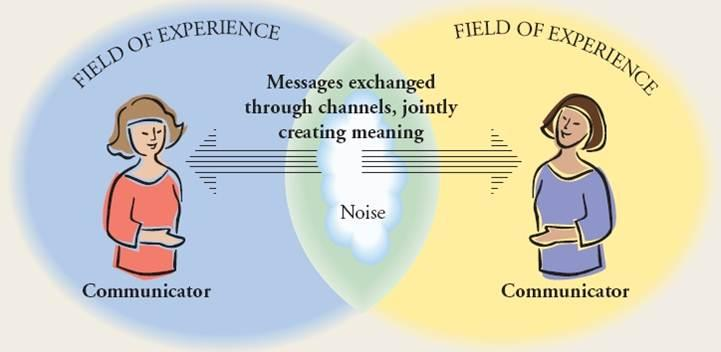 FIELD OF EXPERIENCE
FIELD OF EXPERIENCE
Messages exchanged
through channels, jointly
creating meaning
Noise
Communicator
Communicator